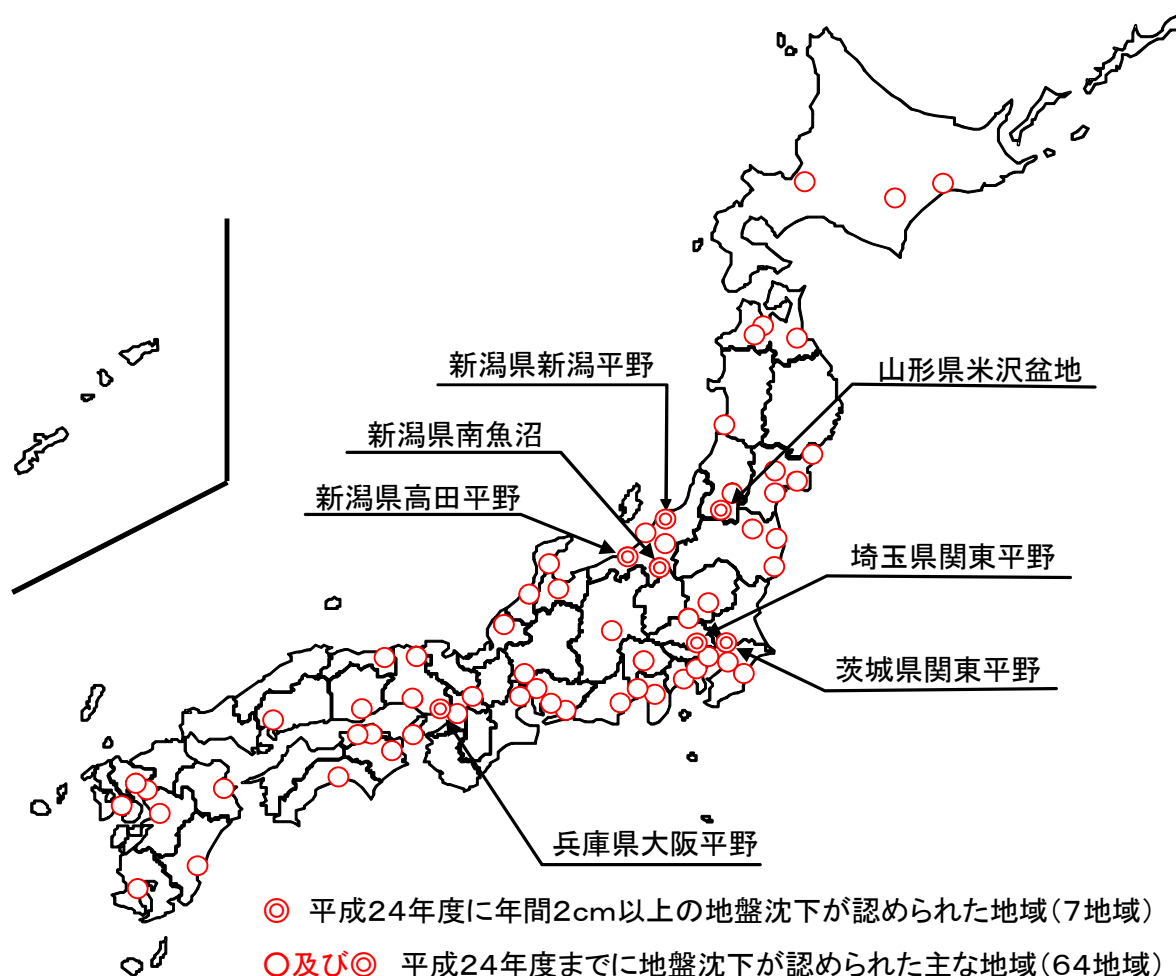 新潟県新潟平野
山形県米沢盆地
新潟県南魚沼
新潟県高田平野
埼玉県関東平野
茨城県関東平野
兵庫県大阪平野
◎ 平成24年度に年間2cm以上の地盤沈下が認められた地域(7地域)
○及び◎ 平成24年度までに地盤沈下が認められた主な地域(64地域)